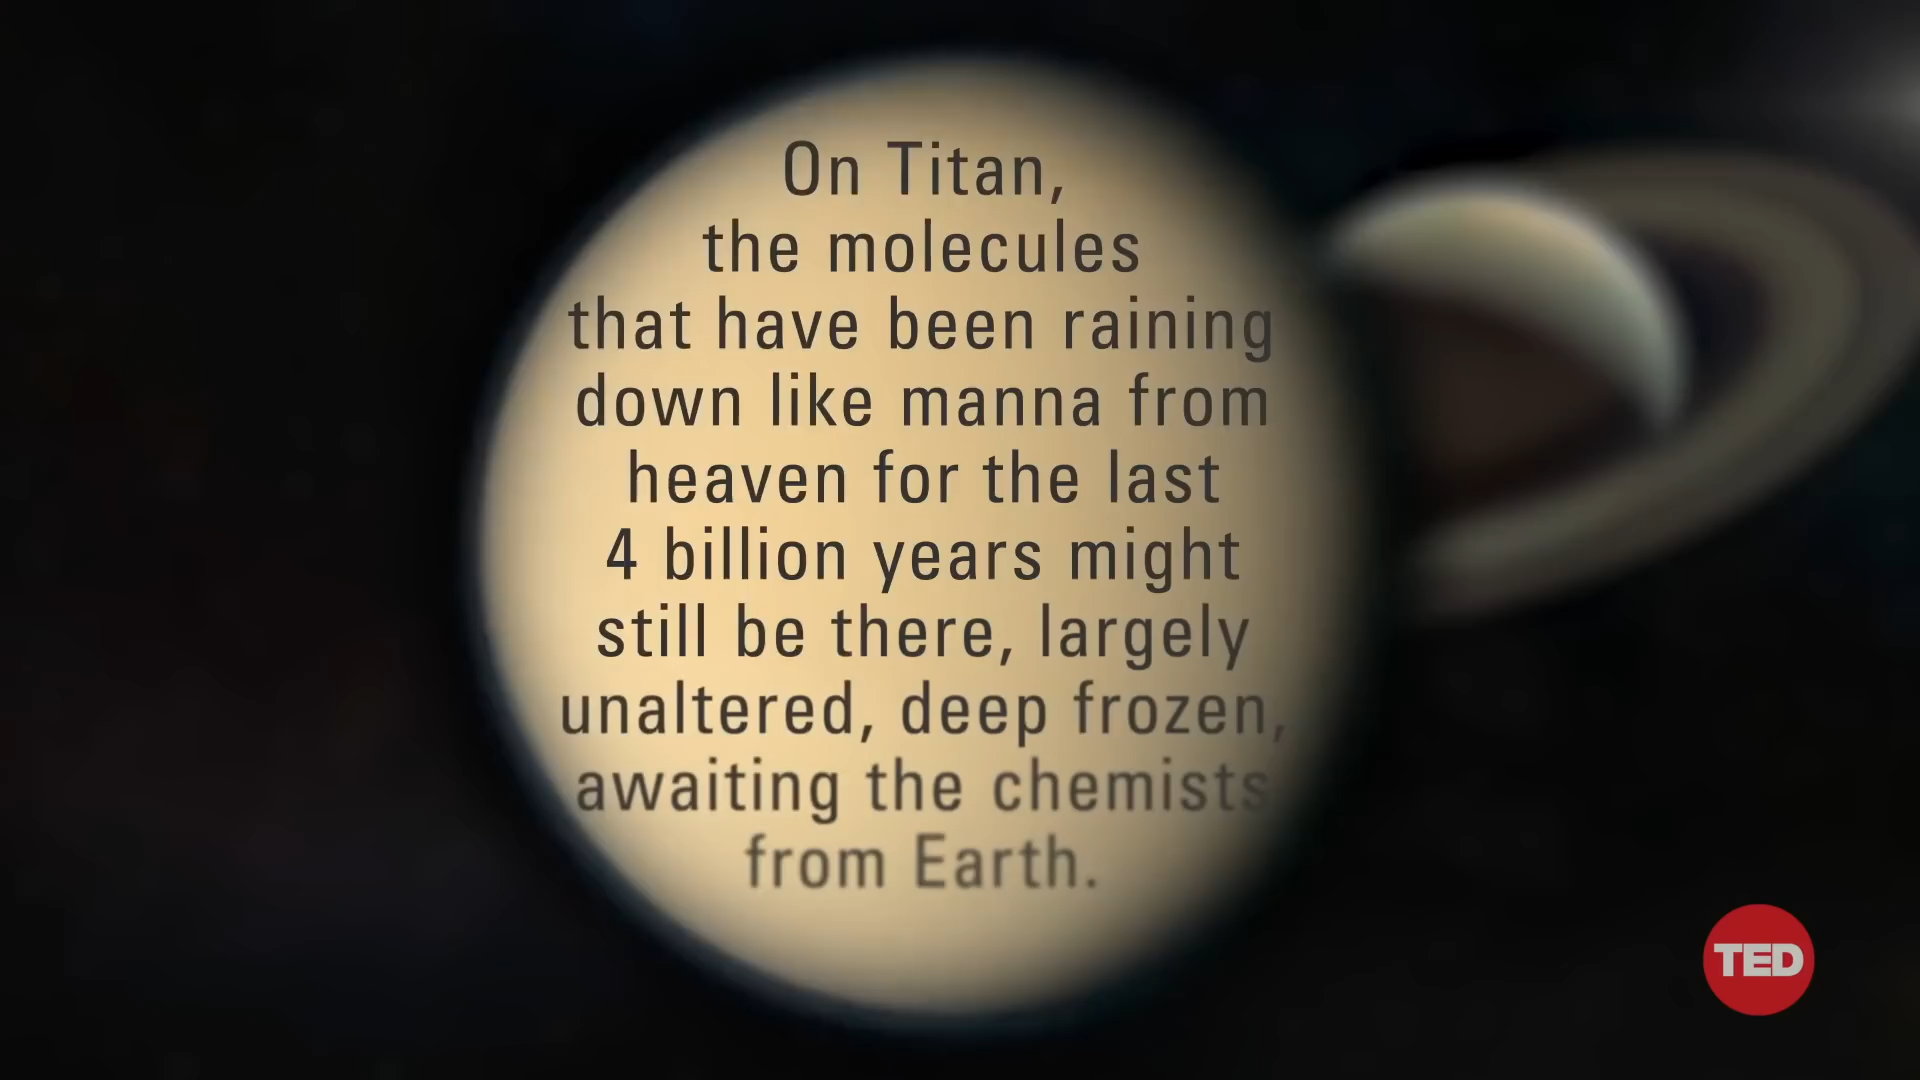 On Titan,
the molecules
that have been raining
down like manna from
heaven for the last
4 billion years might
still be there, largely
unaltered, deep frozen,
awaiting the chemists
from Earth.
TED